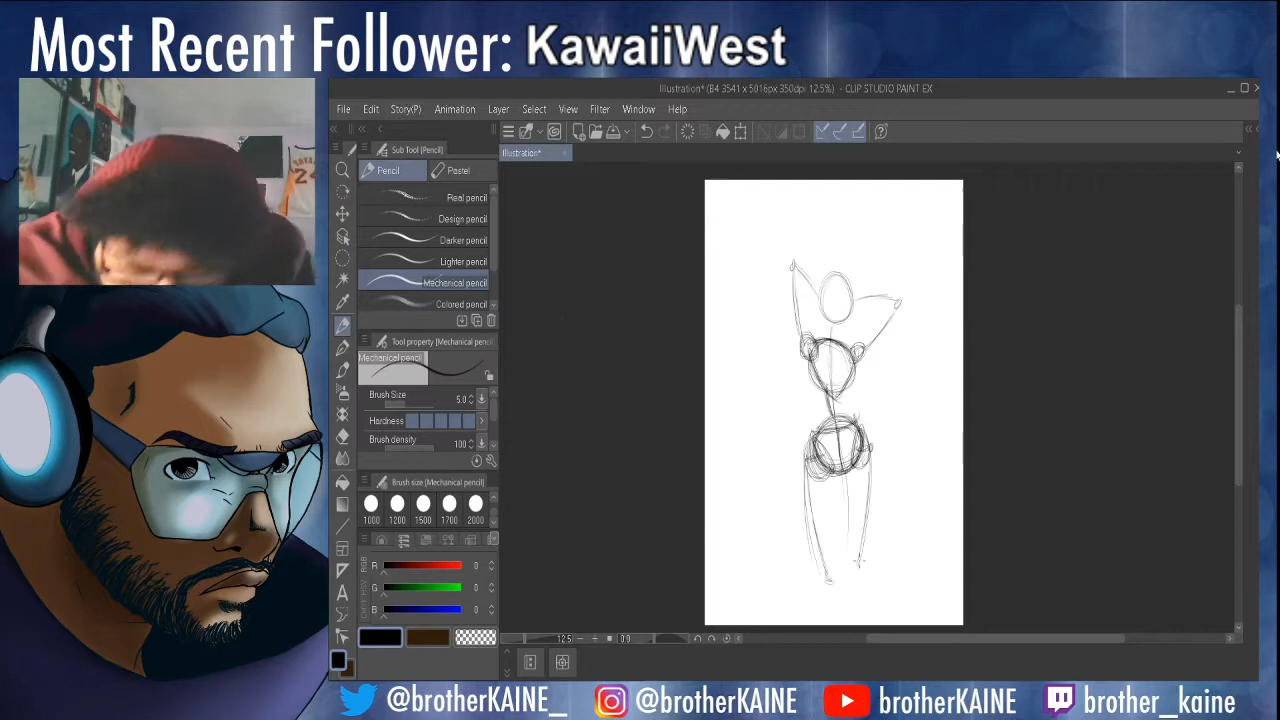 Most Recent Follower: KawaiiWest
Illustration* (B4 3541 x 5016px 350dpi 12.5%) - CLIP STUDIO PAINT EX
File Edit Story(P) Animation Layer Select View Filter Window Help
Sub Tool [Pencil]
Illustration*
Pencil Pastel
Real pencil
Design pencil
Darker pencil
Lighter pencil
Mechanical pencil
Colored pencil
Tool property [Mechanical pencil]
Mechanical pencil
Brush Size 5.0
Hardness
Brush density 100
Brush size [Mechanical pencil]
1000 1200 1500 1700 2000
R 0
G 0
B 0
12.5 0.9
24
@brotherKAINE_ @brotherKAINE brotherKAINE brother_kaine